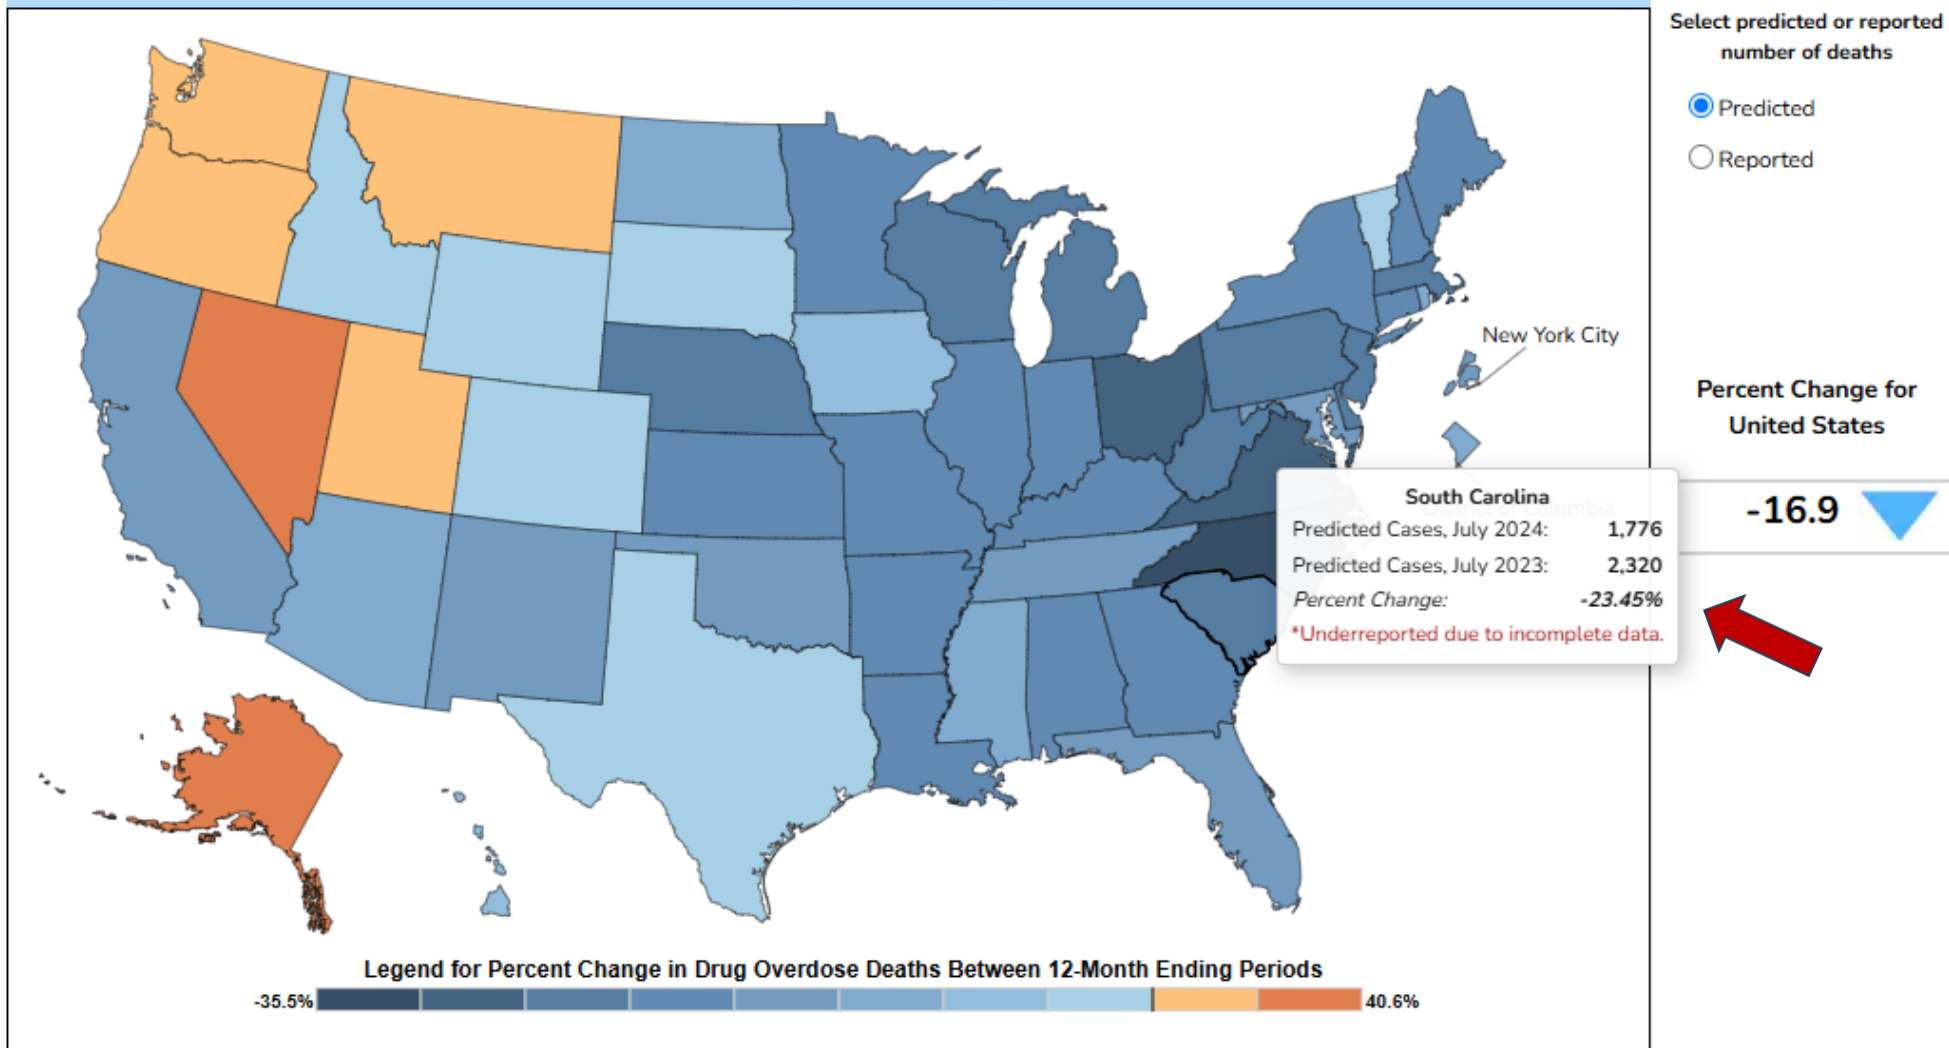 Select predicted or reported
number of deaths
Predicted
Reported
New York City
Percent Change for
United States
-16.9
South Carolina
District of Columbia
Predicted Cases, July 2024: 1,776
Predicted Cases, July 2023: 2,320
Percent Change: -23.45%
*Underreported due to incomplete data.
Legend for Percent Change in Drug Overdose Deaths Between 12-Month Ending Periods
-35.5% 40.6%